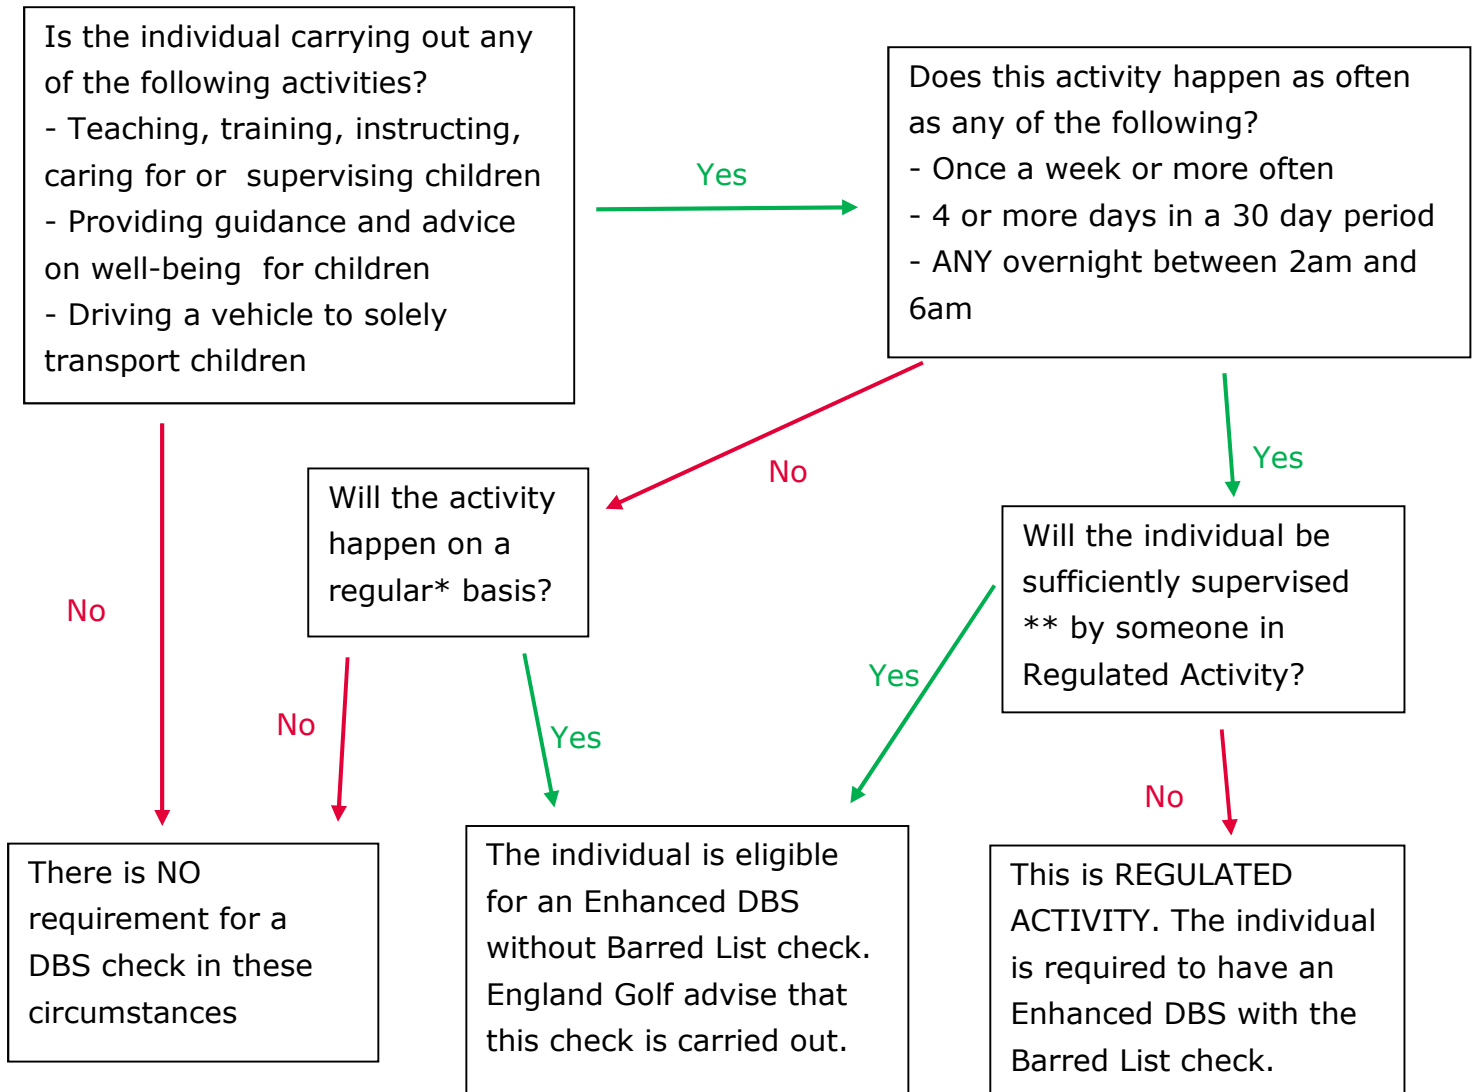 Is the individual carrying out any
of the following activities?
- Teaching, training, instructing,
caring for or supervising children
- Providing guidance and advice
on well-being for children
- Driving a vehicle to solely
transport children
Yes
Does this activity happen as often
as any of the following?
- Once a week or more often
- 4 or more days in a 30 day period
- ANY overnight between 2am and
6am
No
No
Yes
Will the activity
happen on a
regular* basis?
Will the individual be
sufficiently supervised
** by someone in
Regulated Activity?
No
Yes
Yes
No
There is NO
requirement for a
DBS check in these
circumstances
The individual is eligible
for an Enhanced DBS
without Barred List check.
England Golf advise that
this check is carried out.
This is REGULATED
ACTIVITY. The individual
is required to have an
Enhanced DBS with the
Barred List check.